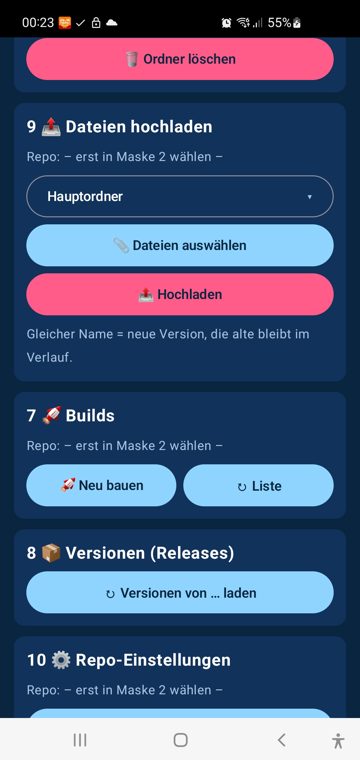 00:23 55%
🗑️ Ordner löschen
9 📤 Dateien hochladen
Repo: – erst in Maske 2 wählen –
Hauptordner ▾
📎 Dateien auswählen
📤 Hochladen
Gleicher Name = neue Version, die alte bleibt im
Verlauf.
7 🚀 Builds
Repo: – erst in Maske 2 wählen –
🚀 Neu bauen ↻ Liste
8 📦 Versionen (Releases)
↻ Versionen von … laden
10 ⚙️ Repo-Einstellungen
Repo: – erst in Maske 2 wählen –